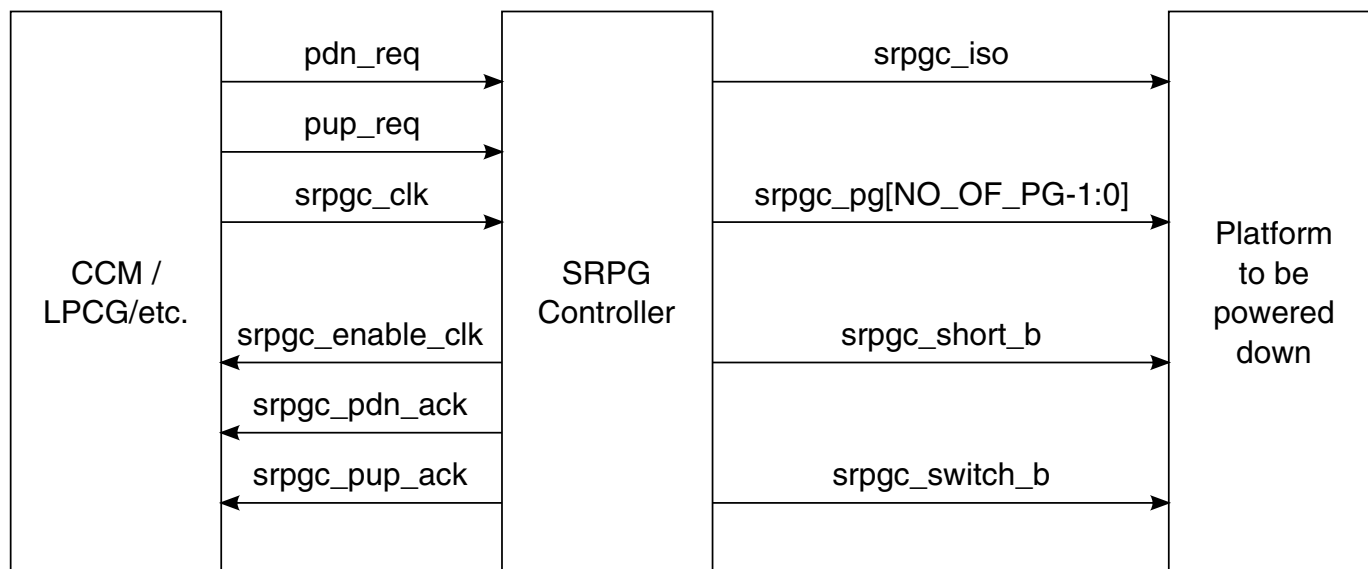 pdn_req
srpgc_iso
pup_req
srpgc_clk
srpgc_pg[NO_OF_PG-1:0]
CCM /
LPCG/etc.
SRPG
Controller
Platform
to be
powered
down
srpgc_enable_clk
srpgc_short_b
srpgc_pdn_ack
srpgc_pup_ack
srpgc_switch_b